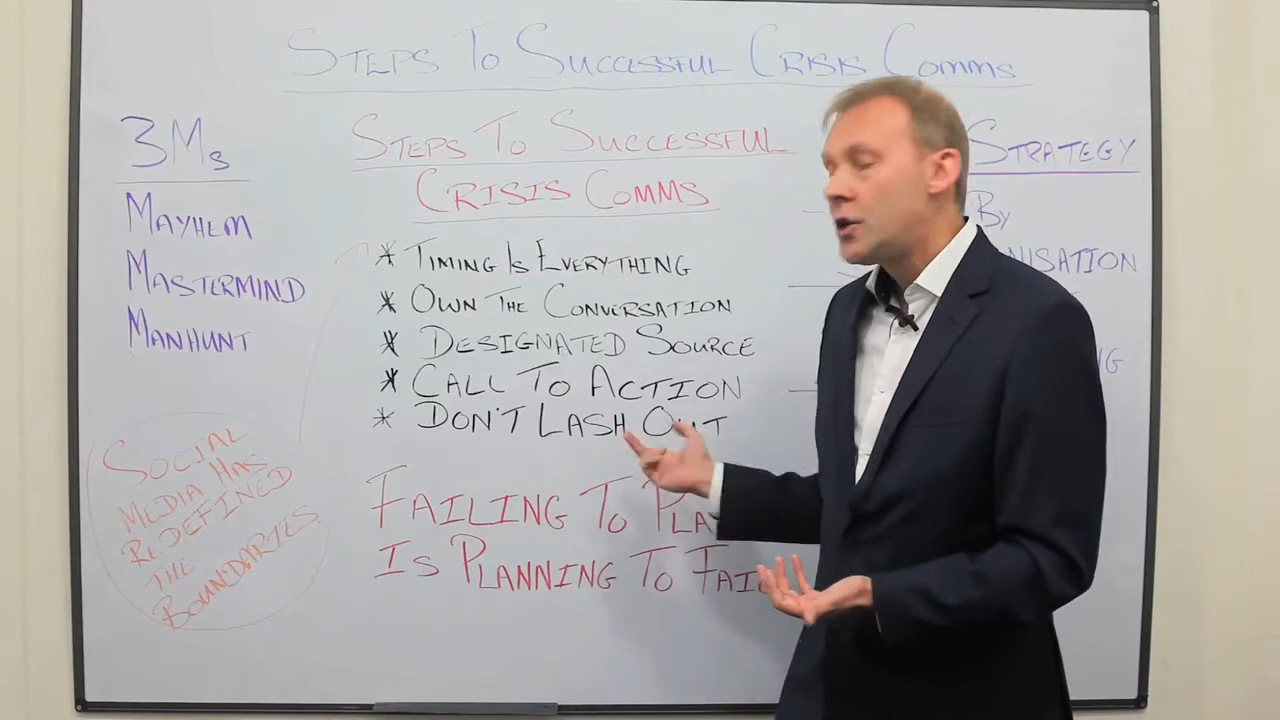 Steps To Successful Crisis Comms
3Ms
Mayhem
Mastermind
Manhunt
Social
Media Has
Redefined
The
Boundaries
Steps To Successful
Crisis Comms
* Timing Is Everything
* Own The Conversation
* Designated Source
* Call To Action
* Don't Lash Out
Failing To
Is Planning To
Strategy
By